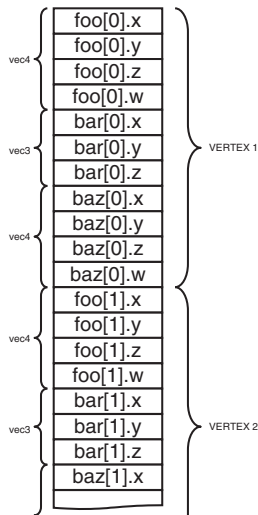 foo[0].x
foo[0].y
vec4
foo[0].z
foo[0].w
bar[0].x
vec3
bar[0].y
VERTEX 1
bar[0].z
baz[0].x
baz[0].y
vec4
baz[0].z
baz[0].w
foo[1].x
foo[1].y
vec4
foo[1].z
foo[1].w
bar[1].x
vec3
bar[1].y
VERTEX 2
bar[1].z
baz[1].x